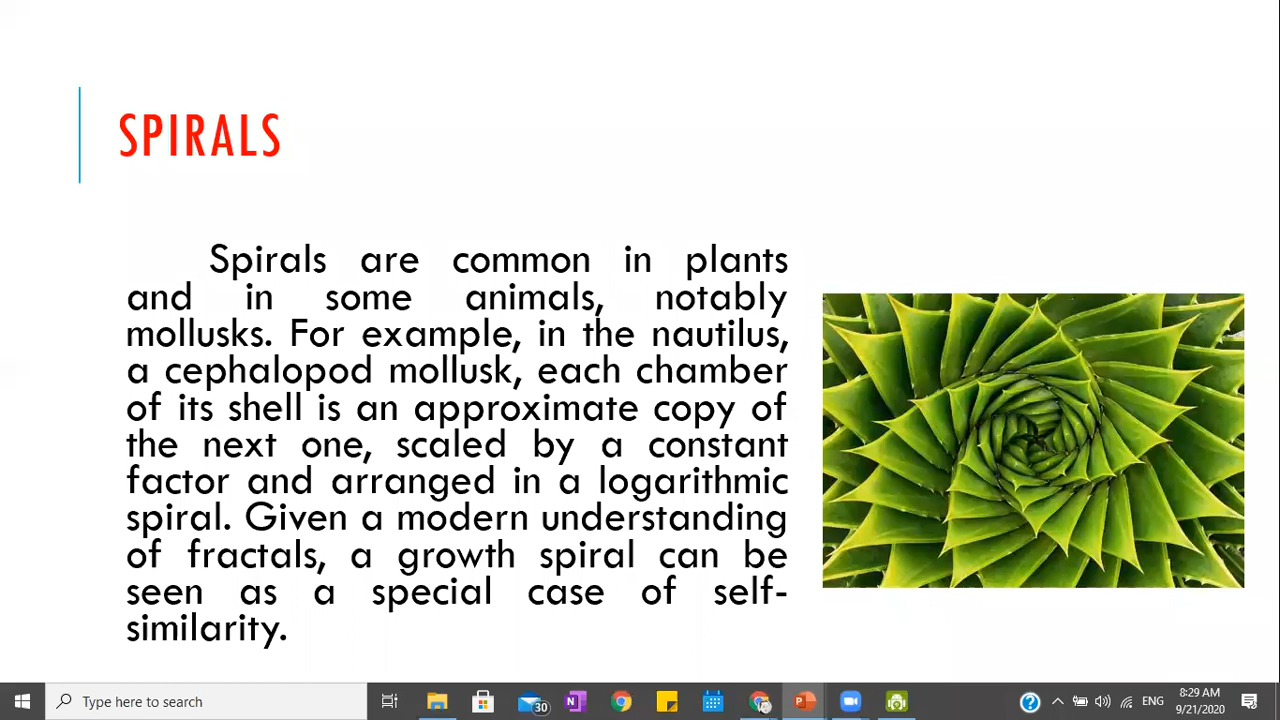 SPIRALS
Spirals are common in plants
and in some animals, notably
mollusks. For example, in the nautilus,
a cephalopod mollusk, each chamber
of its shell is an approximate copy of
the next one, scaled by a constant
factor and arranged in a logarithmic
spiral. Given a modern understanding
of fractals, a growth spiral can be
seen as a special case of self-
similarity.
Type here to search
30
ENG
8:29 AM
9/21/2020